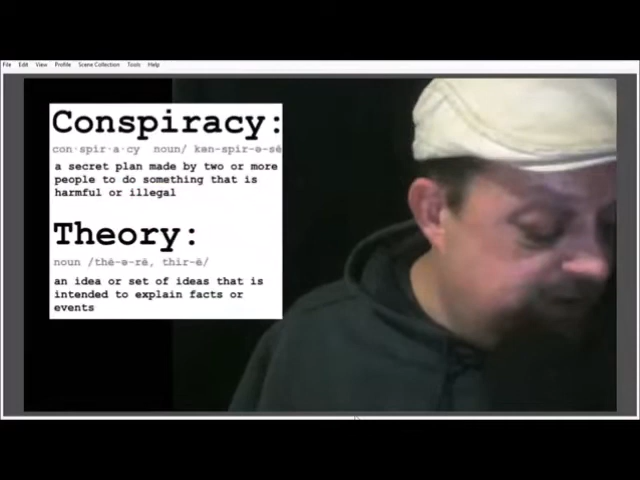 File Edit View Profile Scene Collection Tools Help
Conspiracy:
con·spir·a·cy noun/ kən-spir-ə-sē
a secret plan made by two or more
people to do something that is
harmful or illegal
Theory:
noun /thē-ə-rē, thir-ē/
an idea or set of ideas that is
intended to explain facts or
events